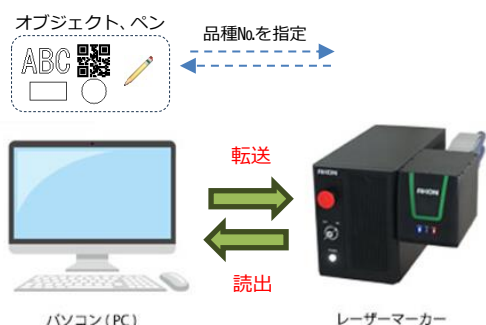 オブジェクト、ペン
品種№を指定
ABC
転送
読出
パソコン(PC)
レーザーマーカー